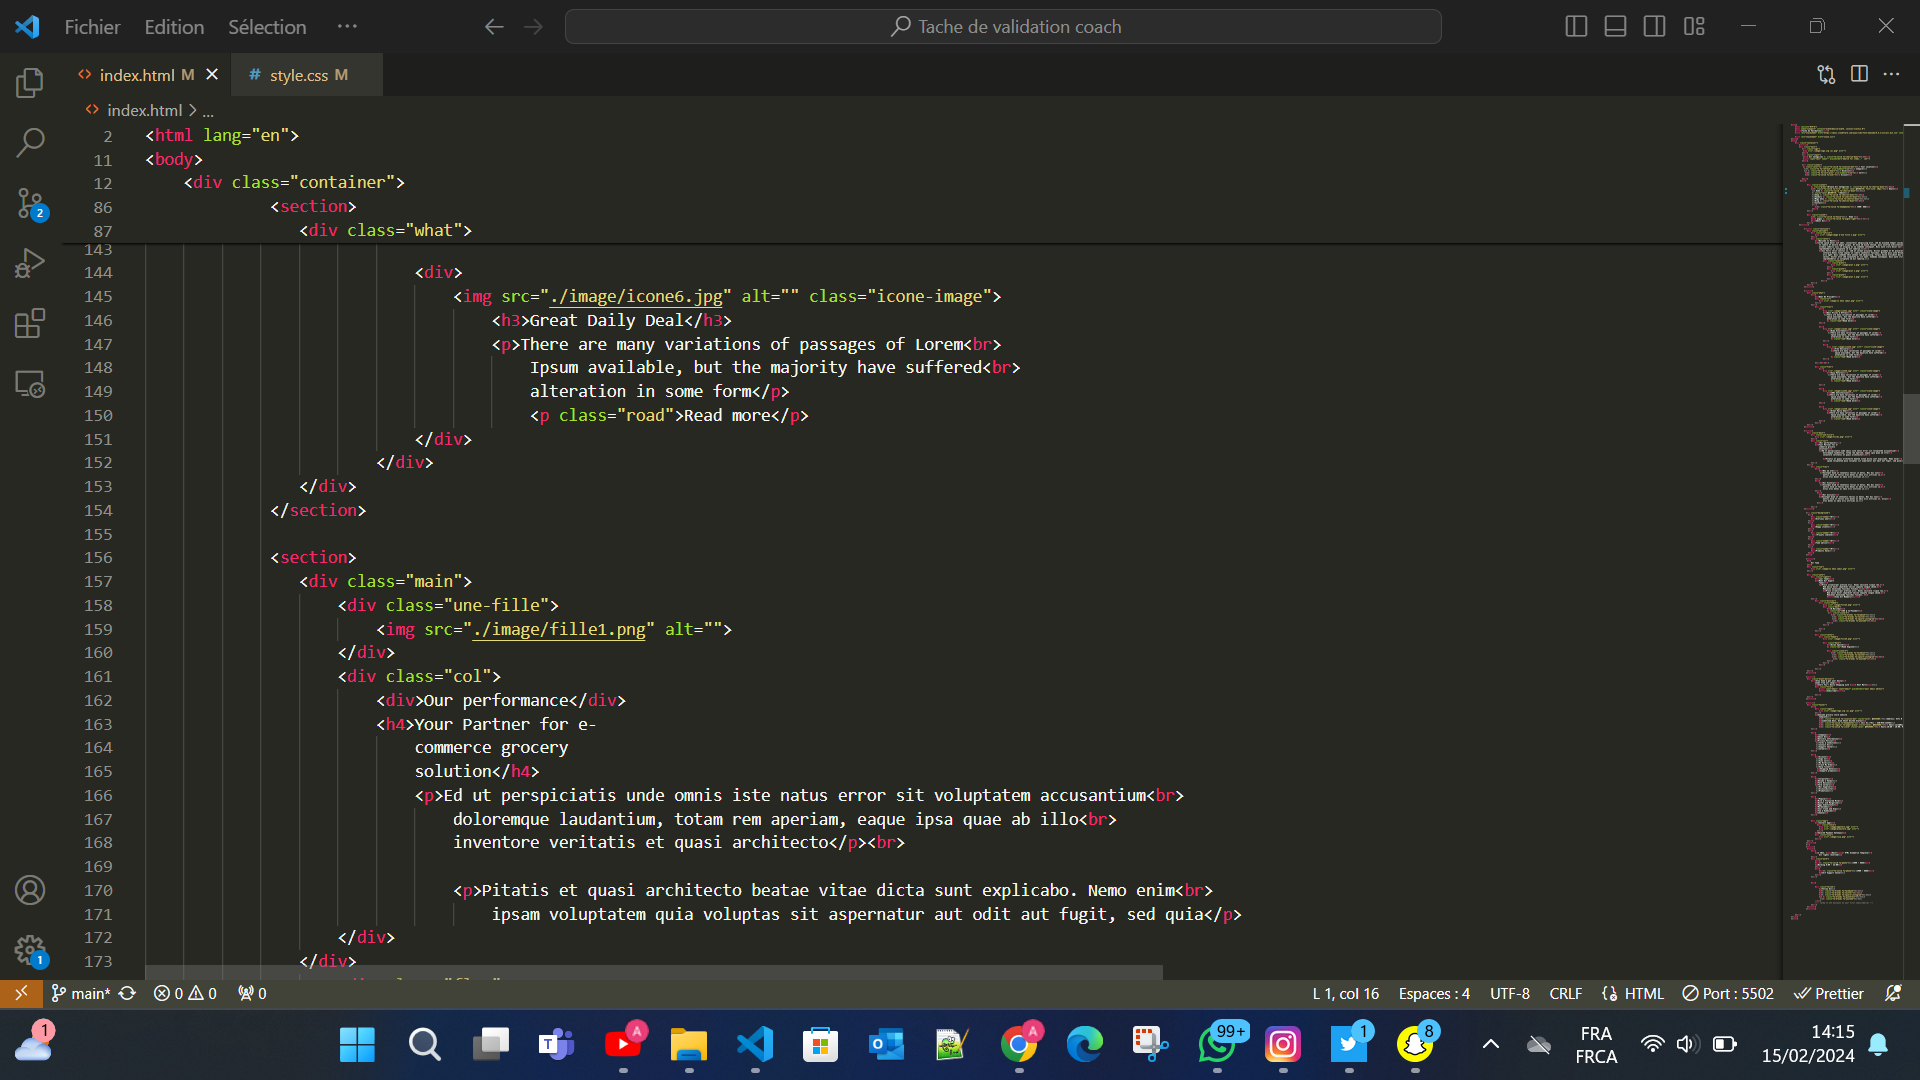 Fichier Edition Sélection ···
Tache de validation coach
index.html M
# style.css M
index.html > ...
2 <html lang="en">
11 <body>
12 <div class="container">
86 <section>
87 <div class="what">
143
144 <div>
145 <img src="./image/icone6.jpg" alt="" class="icone-image">
146 <h3>Great Daily Deal</h3>
147 <p>There are many variations of passages of Lorem<br>
148 Ipsum available, but the majority have suffered<br>
149 alteration in some form</p>
150 <p class="road">Read more</p>
151 </div>
152 </div>
153 </div>
154 </section>
155
156 <section>
157 <div class="main">
158 <div class="une-fille">
159 <img src="./image/fille1.png" alt="">
160 </div>
161 <div class="col">
162 <div>Our performance</div>
163 <h4>Your Partner for e-
164 commerce grocery
165 solution</h4>
166 <p>Ed ut perspiciatis unde omnis iste natus error sit voluptatem accusantium<br>
167 doloremque laudantium, totam rem aperiam, eaque ipsa quae ab illo<br>
168 inventore veritatis et quasi architecto</p><br>
169
170 <p>Pitatis et quasi architecto beatae vitae dicta sunt explicabo. Nemo enim<br>
171 ipsam voluptatem quia voluptas sit aspernatur aut odit aut fugit, sed quia</p>
172 </div>
173 </div>
2
1
main* 0 0 0
L 1, col 16 Espaces : 4 UTF-8 CRLF HTML Port : 5502 Prettier
1
A
A
99+
1
8
FRA
FRCA
14:15
15/02/2024